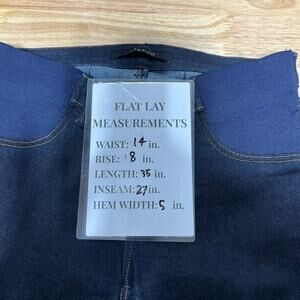 FLAT LAY
MEASUREMENTS
WAIST: 14 in.
RISE: 8 in.
LENGTH: 35 in.
INSEAM: 27 in.
HEM WIDTH: 5 in.